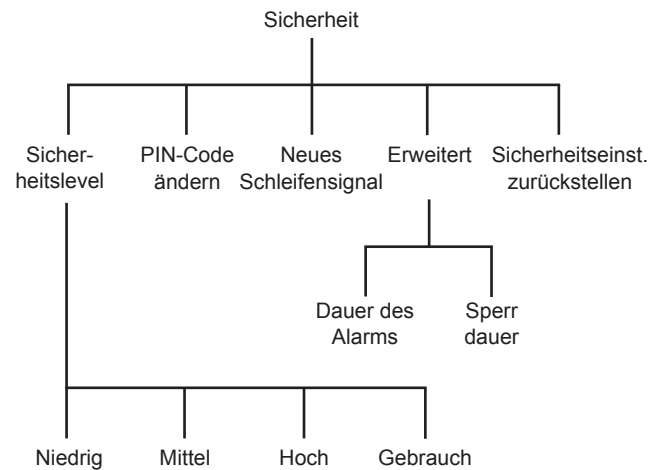 Sicherheit
Sicher-
heitslevel
PIN-Code
ändern
Neues
Schleifensignal
Erweitert
Sicherheitseinst.
zurückstellen
Dauer des
Alarms
Sperr
dauer
Niedrig
Mittel
Hoch
Gebrauch